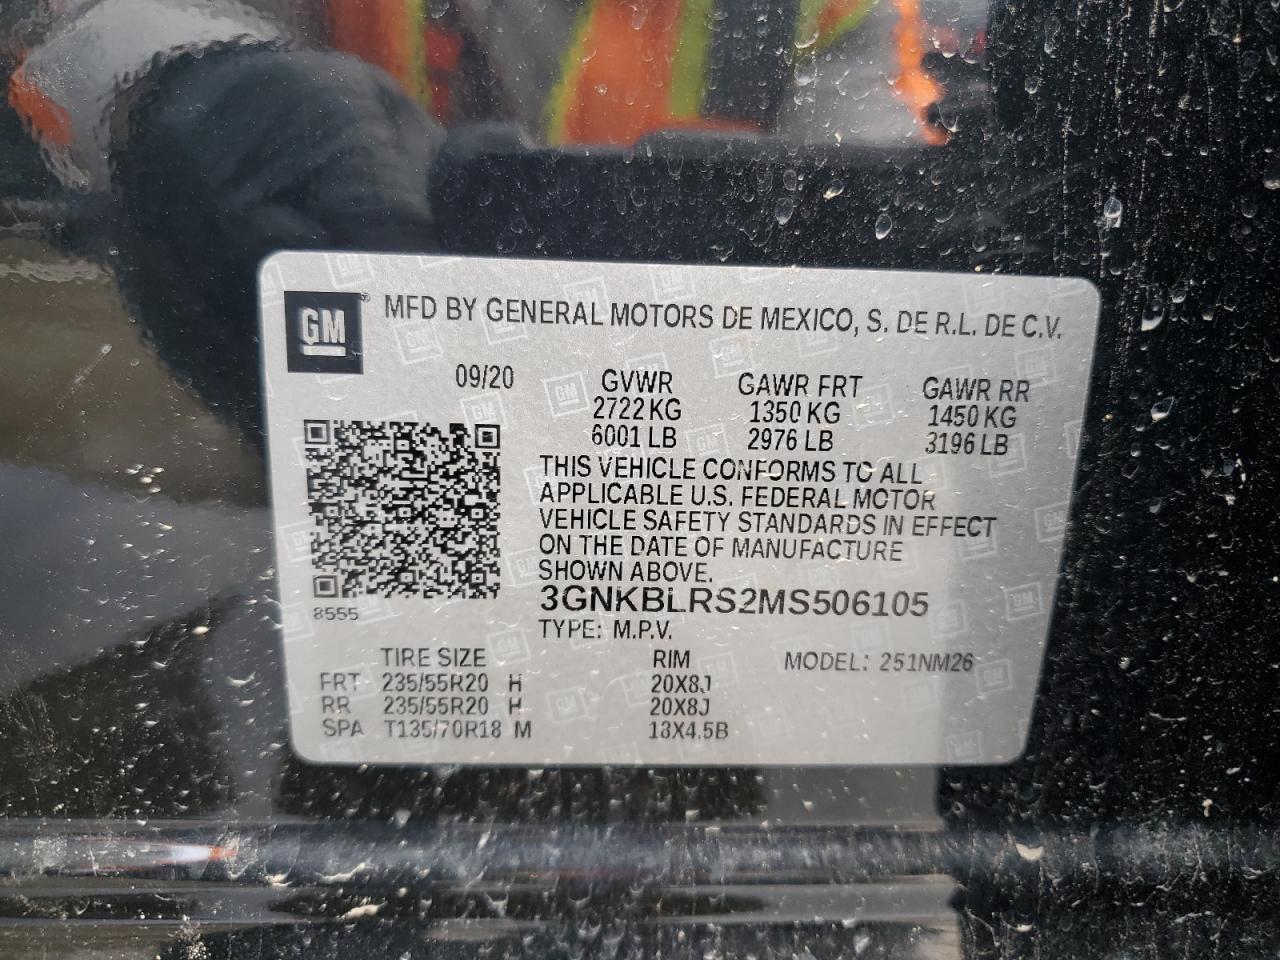 GM ® MFD BY GENERAL MOTORS DE MEXICO, S. DE R.L. DE C.V.
09/20 GVWR GAWR FRT GAWR RR
2722 KG 1350 KG 1450 KG
6001 LB 2976 LB 3196 LB
THIS VEHICLE CONFORMS TO ALL
APPLICABLE U.S. FEDERAL MOTOR
VEHICLE SAFETY STANDARDS IN EFFECT
ON THE DATE OF MANUFACTURE
SHOWN ABOVE.
8555 3GNKBLRS2MS506105
TYPE: M.P.V.
TIRE SIZE RIM MODEL: 251NM26
FRT 235/55R20 H 20X8J
RR 235/55R20 H 20X8J
SPA T135/70R18 M 18X4.5B